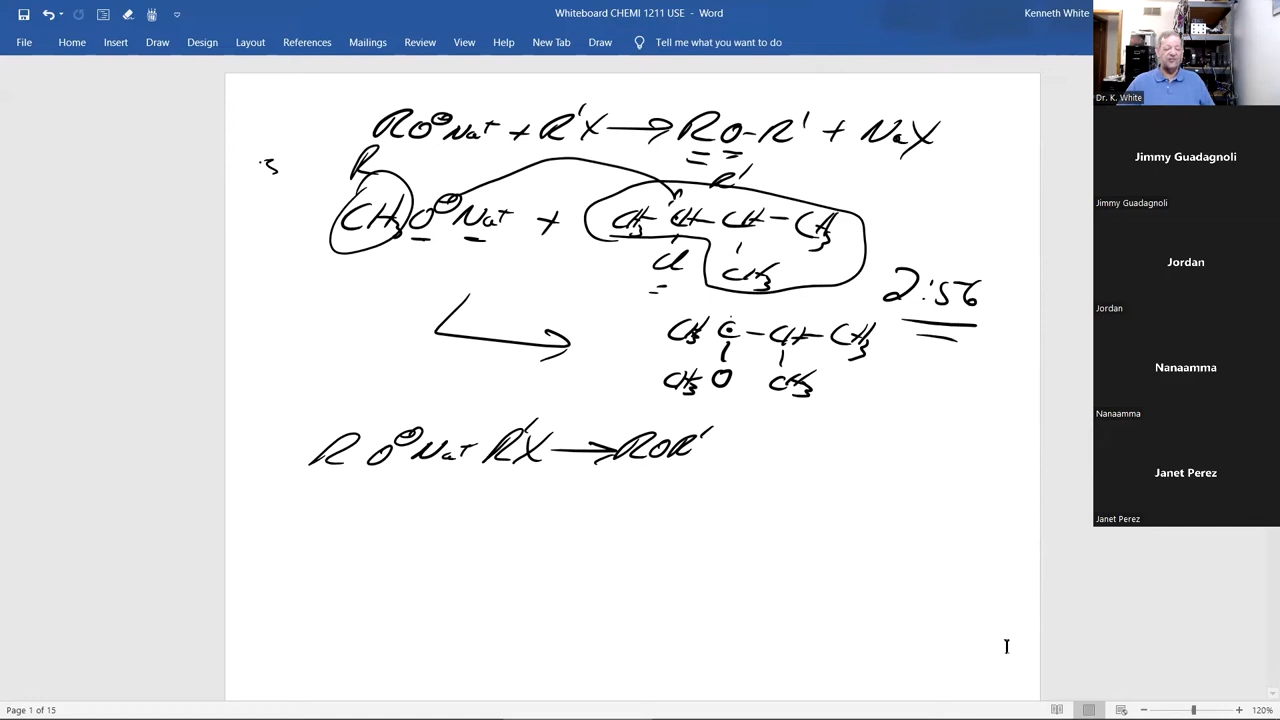 Whiteboard CHEMI 1211 USE - Word
Kenneth White
File Home Insert Draw Design Layout References Mailings Review View Help New Tab Draw Tell me what you want to do
Dr. K. White
RO⊖Na+ + R'X → RO-R' + NaX
R R'
CH3O⊖Na+ + CH3 CH-CH-CH3
Cl CH3
2:56
CH3 C-CH-CH3
CH3O CH3
RO⊖Na+ R'X → ROR'
Jimmy Guadagnoli
Jimmy Guadagnoli
Jordan
Jordan
Nanaamma
Nanaamma
Janet Perez
Janet Perez
Page 1 of 15
120%